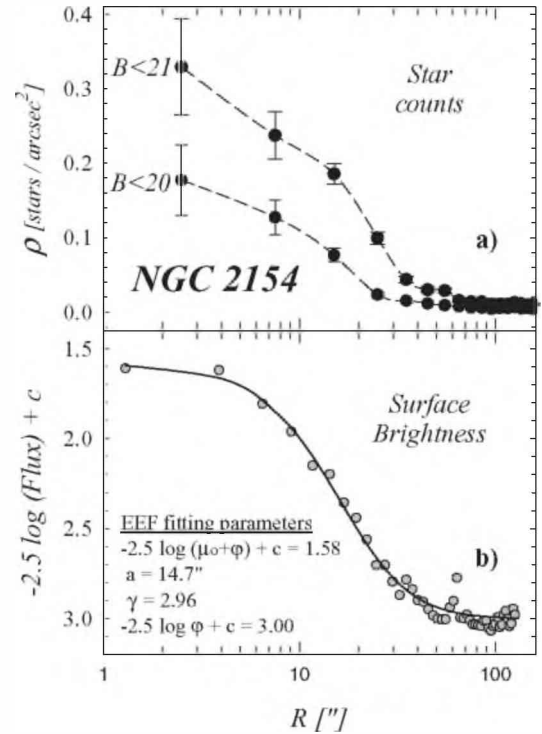 0.4
0.3
0.2
0.1
0.0
ρ [stars / arcsec²]
B<21
B<20
Star
counts
a)
NGC 2154
1.5
2.0
2.5
3.0
-2.5 log (Flux) + c
Surface
Brightness
EEF fitting parameters
-2.5 log (μ₀+φ) + c = 1.58
a = 14.7"
γ = 2.96
-2.5 log φ + c = 3.00
b)
1
10
100
R ["]